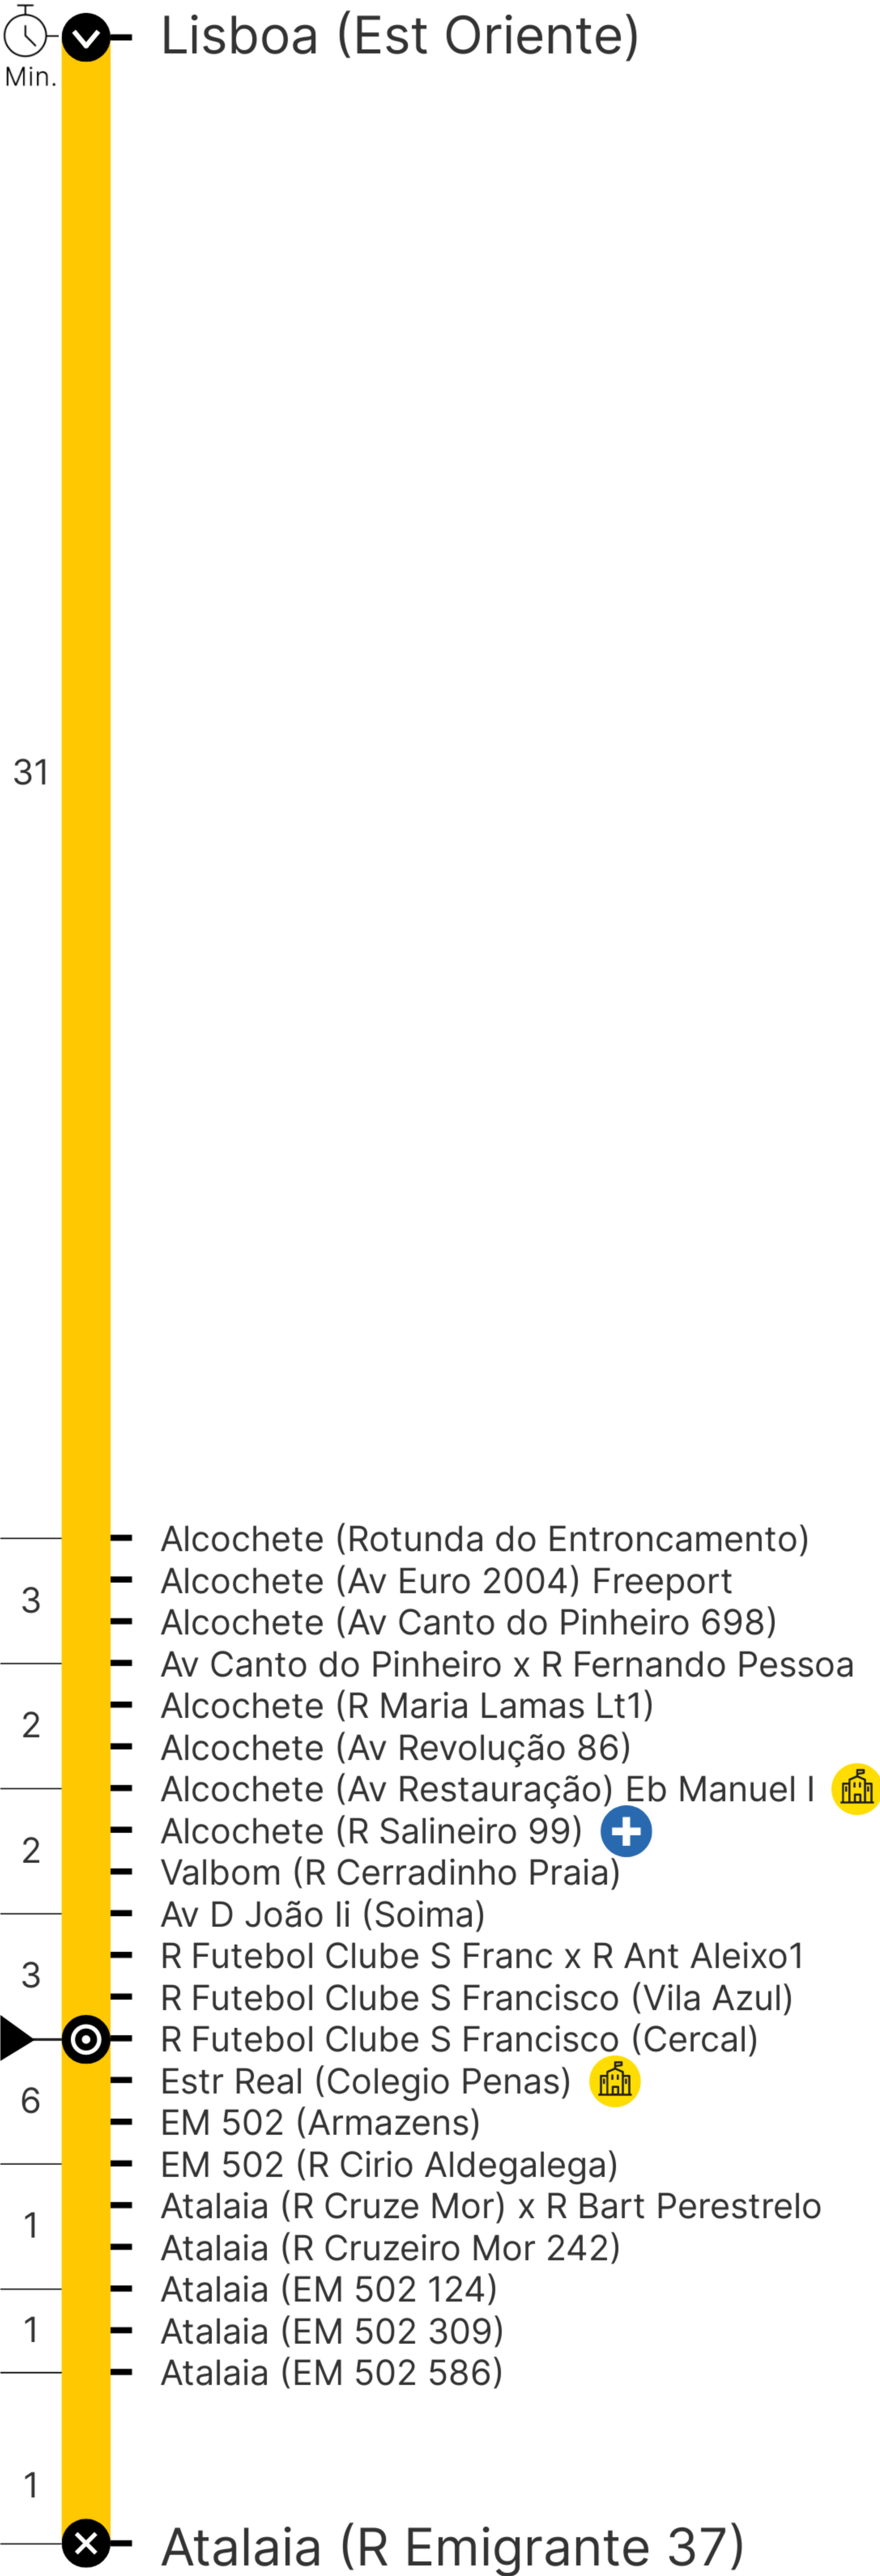 Lisboa (Est Oriente)
Min.
31
Alcochete (Rotunda do Entroncamento)
Alcochete (Av Euro 2004) Freeport
3
Alcochete (Av Canto do Pinheiro 698)
Av Canto do Pinheiro x R Fernando Pessoa
Alcochete (R Maria Lamas Lt1)
2
Alcochete (Av Revolução 86)
Alcochete (Av Restauração) Eb Manuel I
Alcochete (R Salineiro 99)
2
Valbom (R Cerradinho Praia)
Av D João Ii (Soima)
R Futebol Clube S Franc x R Ant Aleixo1
3
R Futebol Clube S Francisco (Vila Azul)
R Futebol Clube S Francisco (Cercal)
Estr Real (Colegio Penas)
6
EM 502 (Armazens)
EM 502 (R Cirio Aldegalega)
Atalaia (R Cruze Mor) x R Bart Perestrelo
1
Atalaia (R Cruzeiro Mor 242)
Atalaia (EM 502 124)
1
Atalaia (EM 502 309)
Atalaia (EM 502 586)
1
Atalaia (R Emigrante 37)